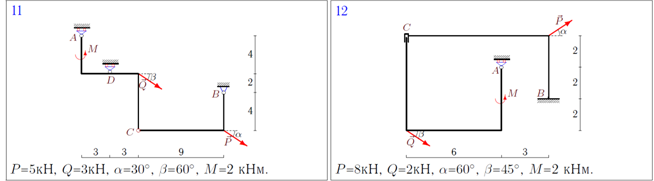 11
A
M
D
β
Q
B
C
P
α
4
2
4
3 3 9
P=5кН, Q=3кН, α=30°, β=60°, M=2 кНм.
12
C
P
α
A
M
B
Q
β
2
2
2
6 3
P=8кН, Q=2кН, α=60°, β=45°, M=2 кНм.